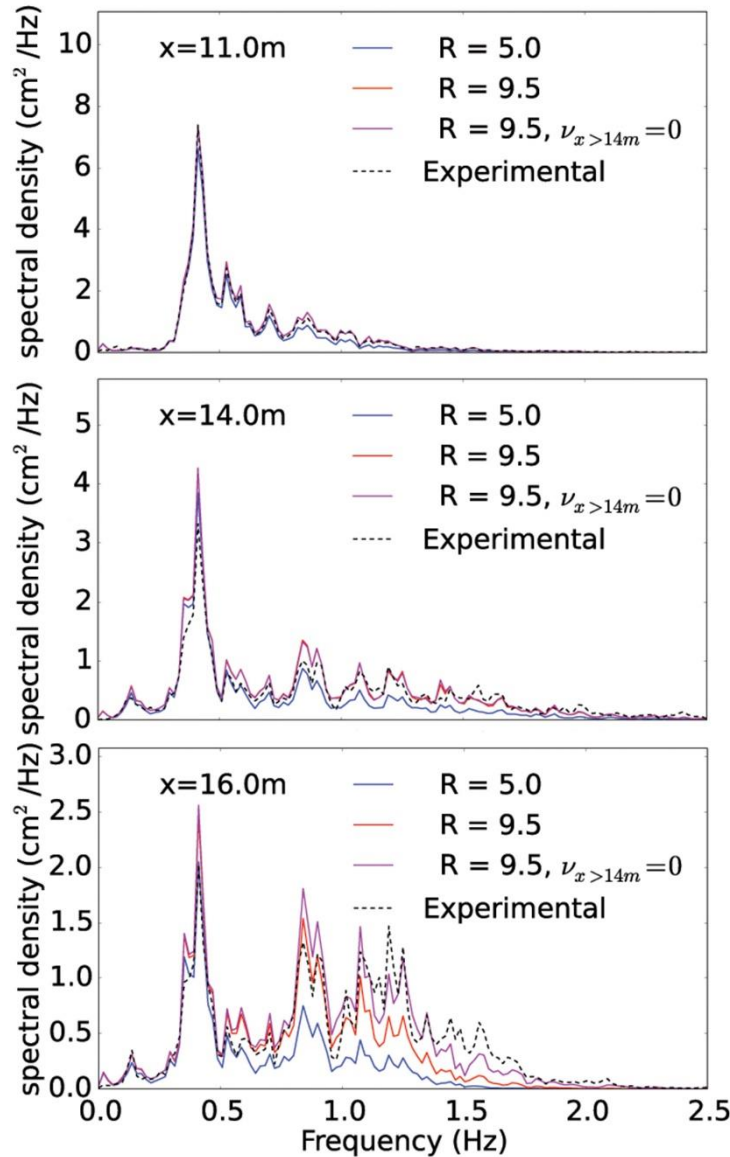 spectral density (cm² /Hz)
10
8
6
4
2
0
x=11.0m
R = 5.0
R = 9.5
R = 9.5, νₓ>14m=0
Experimental
spectral density (cm² /Hz)
5
4
3
2
1
0
x=14.0m
R = 5.0
R = 9.5
R = 9.5, νₓ>14m=0
Experimental
spectral density (cm² /Hz)
3.0
2.5
2.0
1.5
1.0
0.5
0.0
x=16.0m
R = 5.0
R = 9.5
R = 9.5, νₓ>14m=0
Experimental
0.0 0.5 1.0 1.5 2.0 2.5
Frequency (Hz)